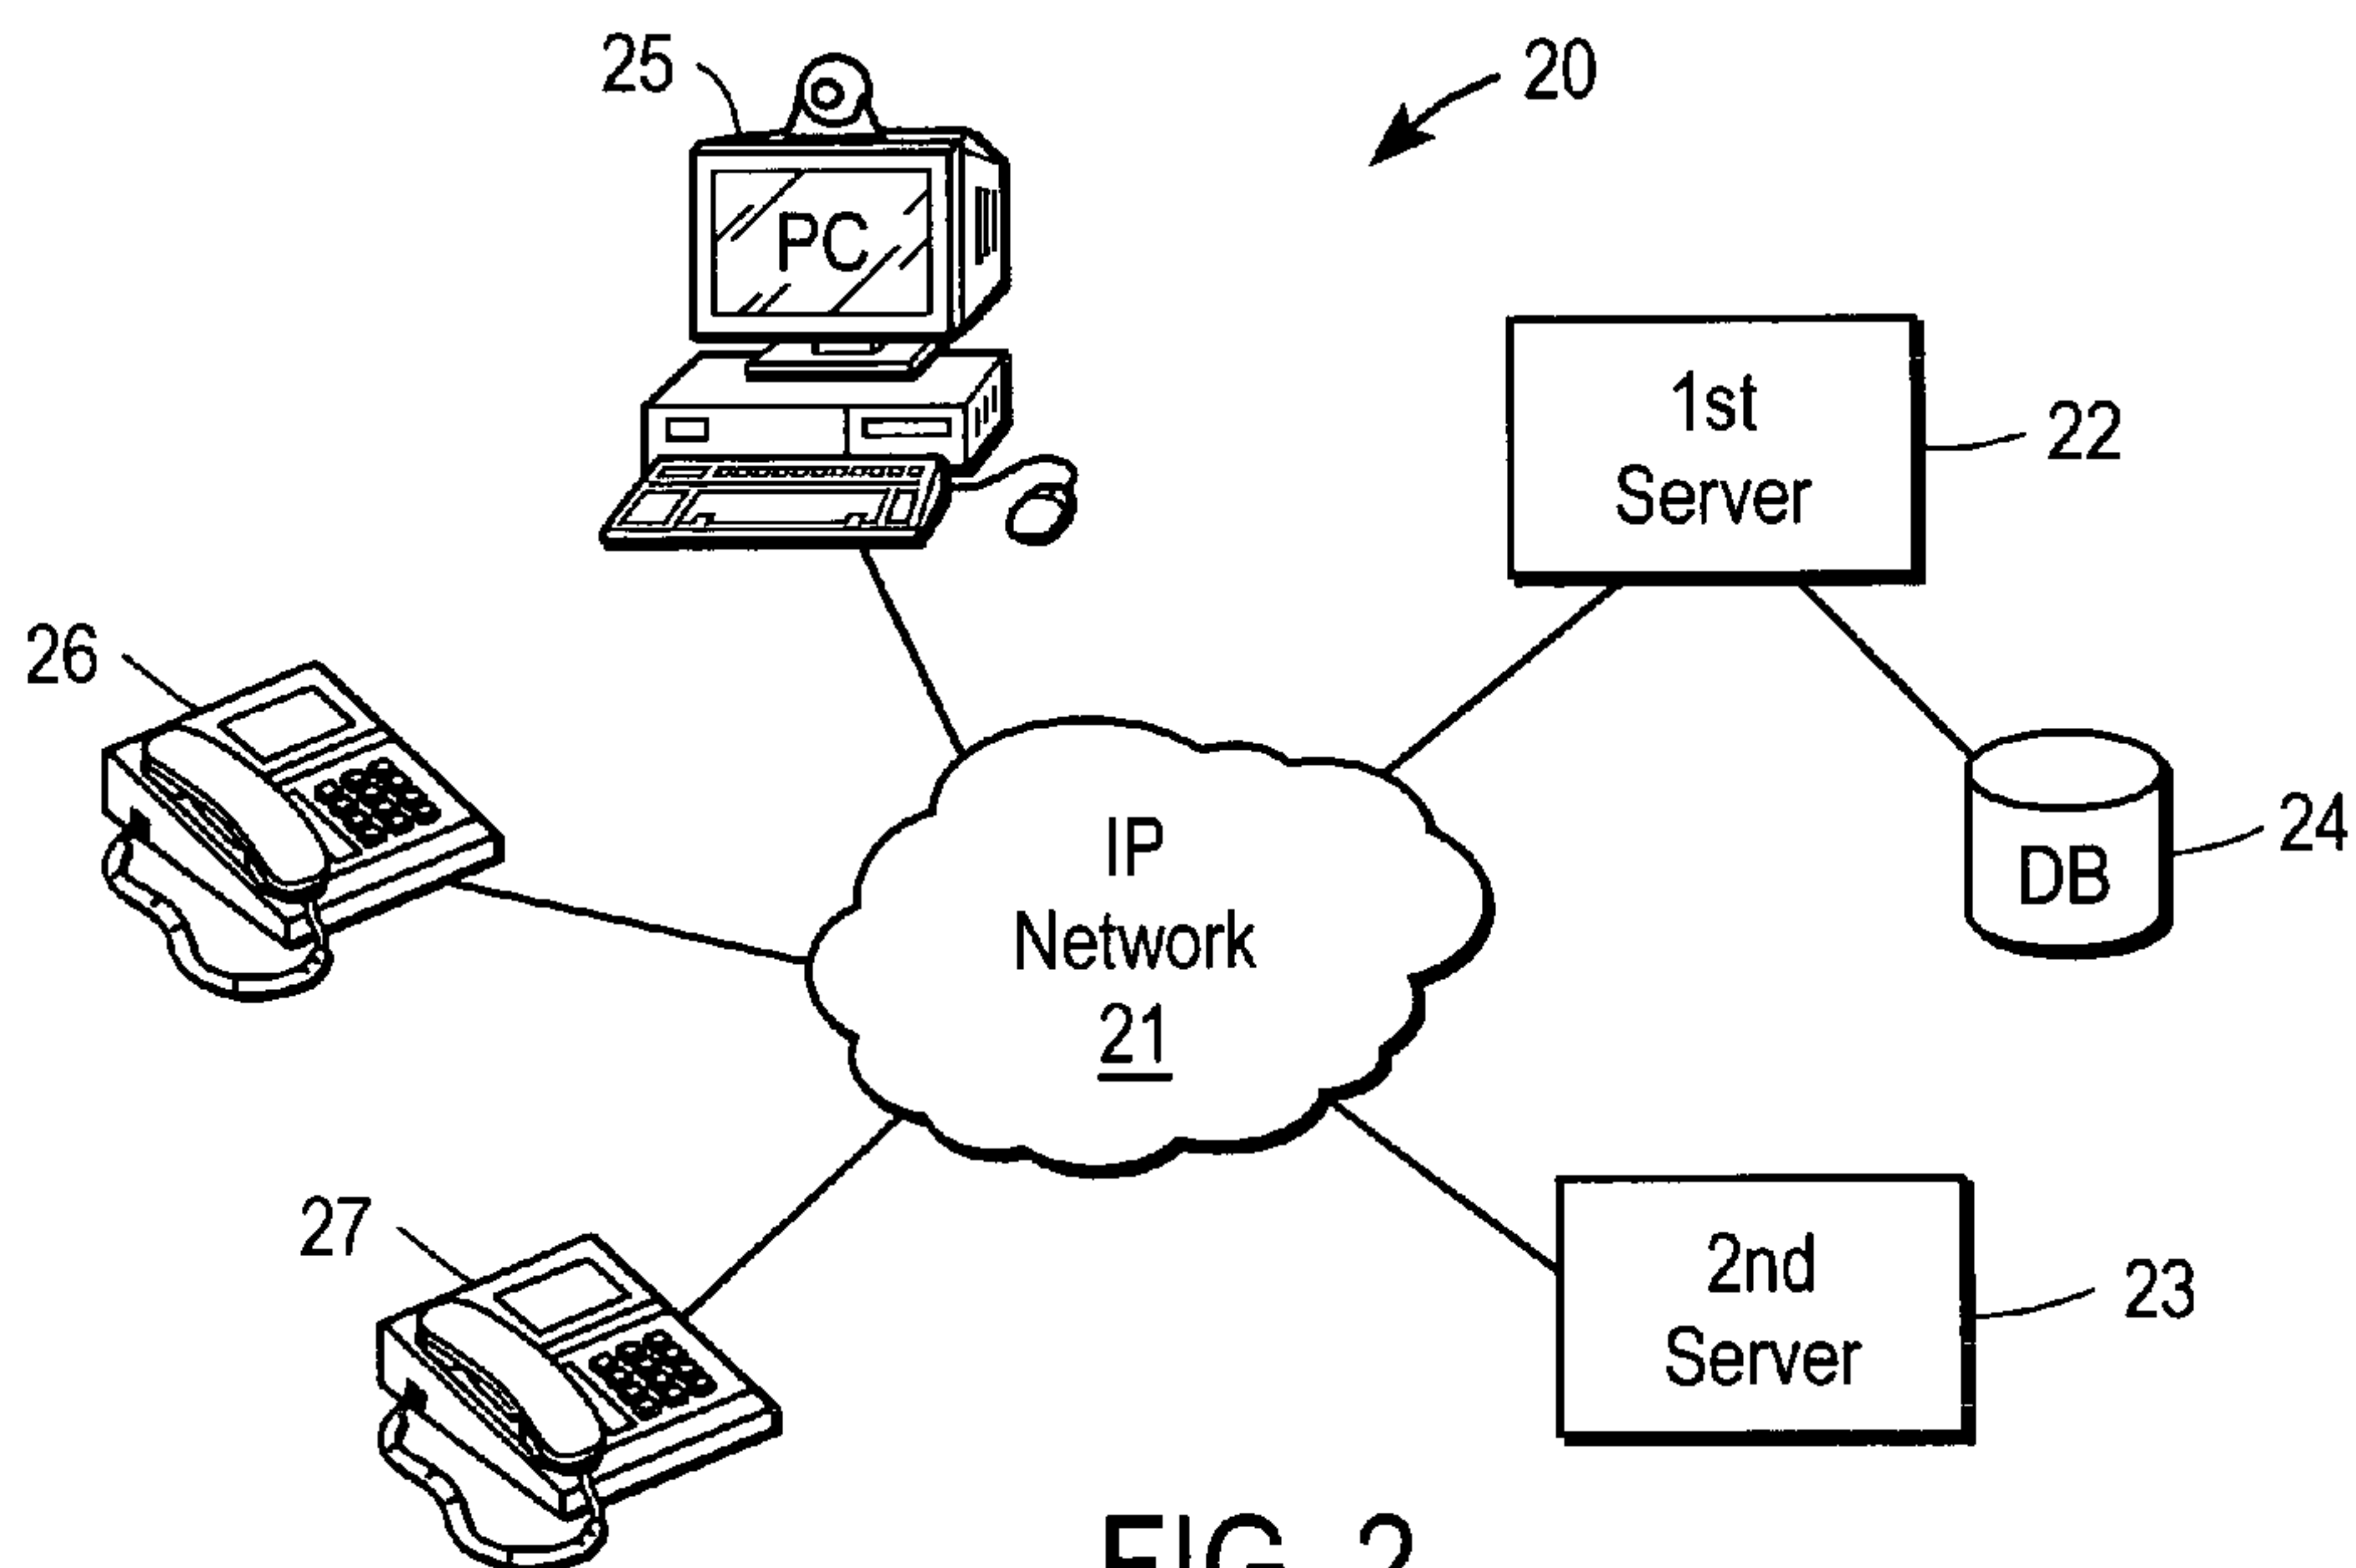 25
20
PC
1st
Server
22
26
IP
Network
21
DB
24
27
2nd
Server
23
FIG. 2